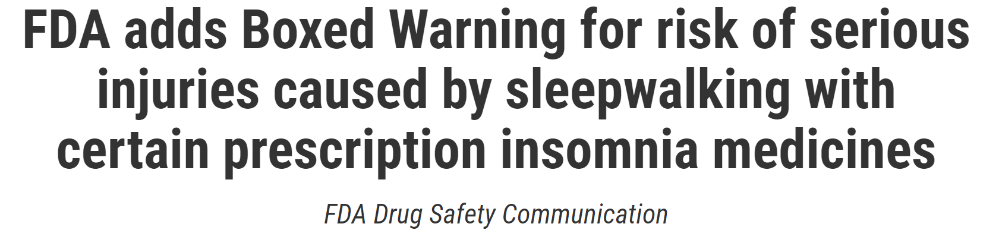 FDA adds Boxed Warning for risk of serious
injuries caused by sleepwalking with
certain prescription insomnia medicines
FDA Drug Safety Communication